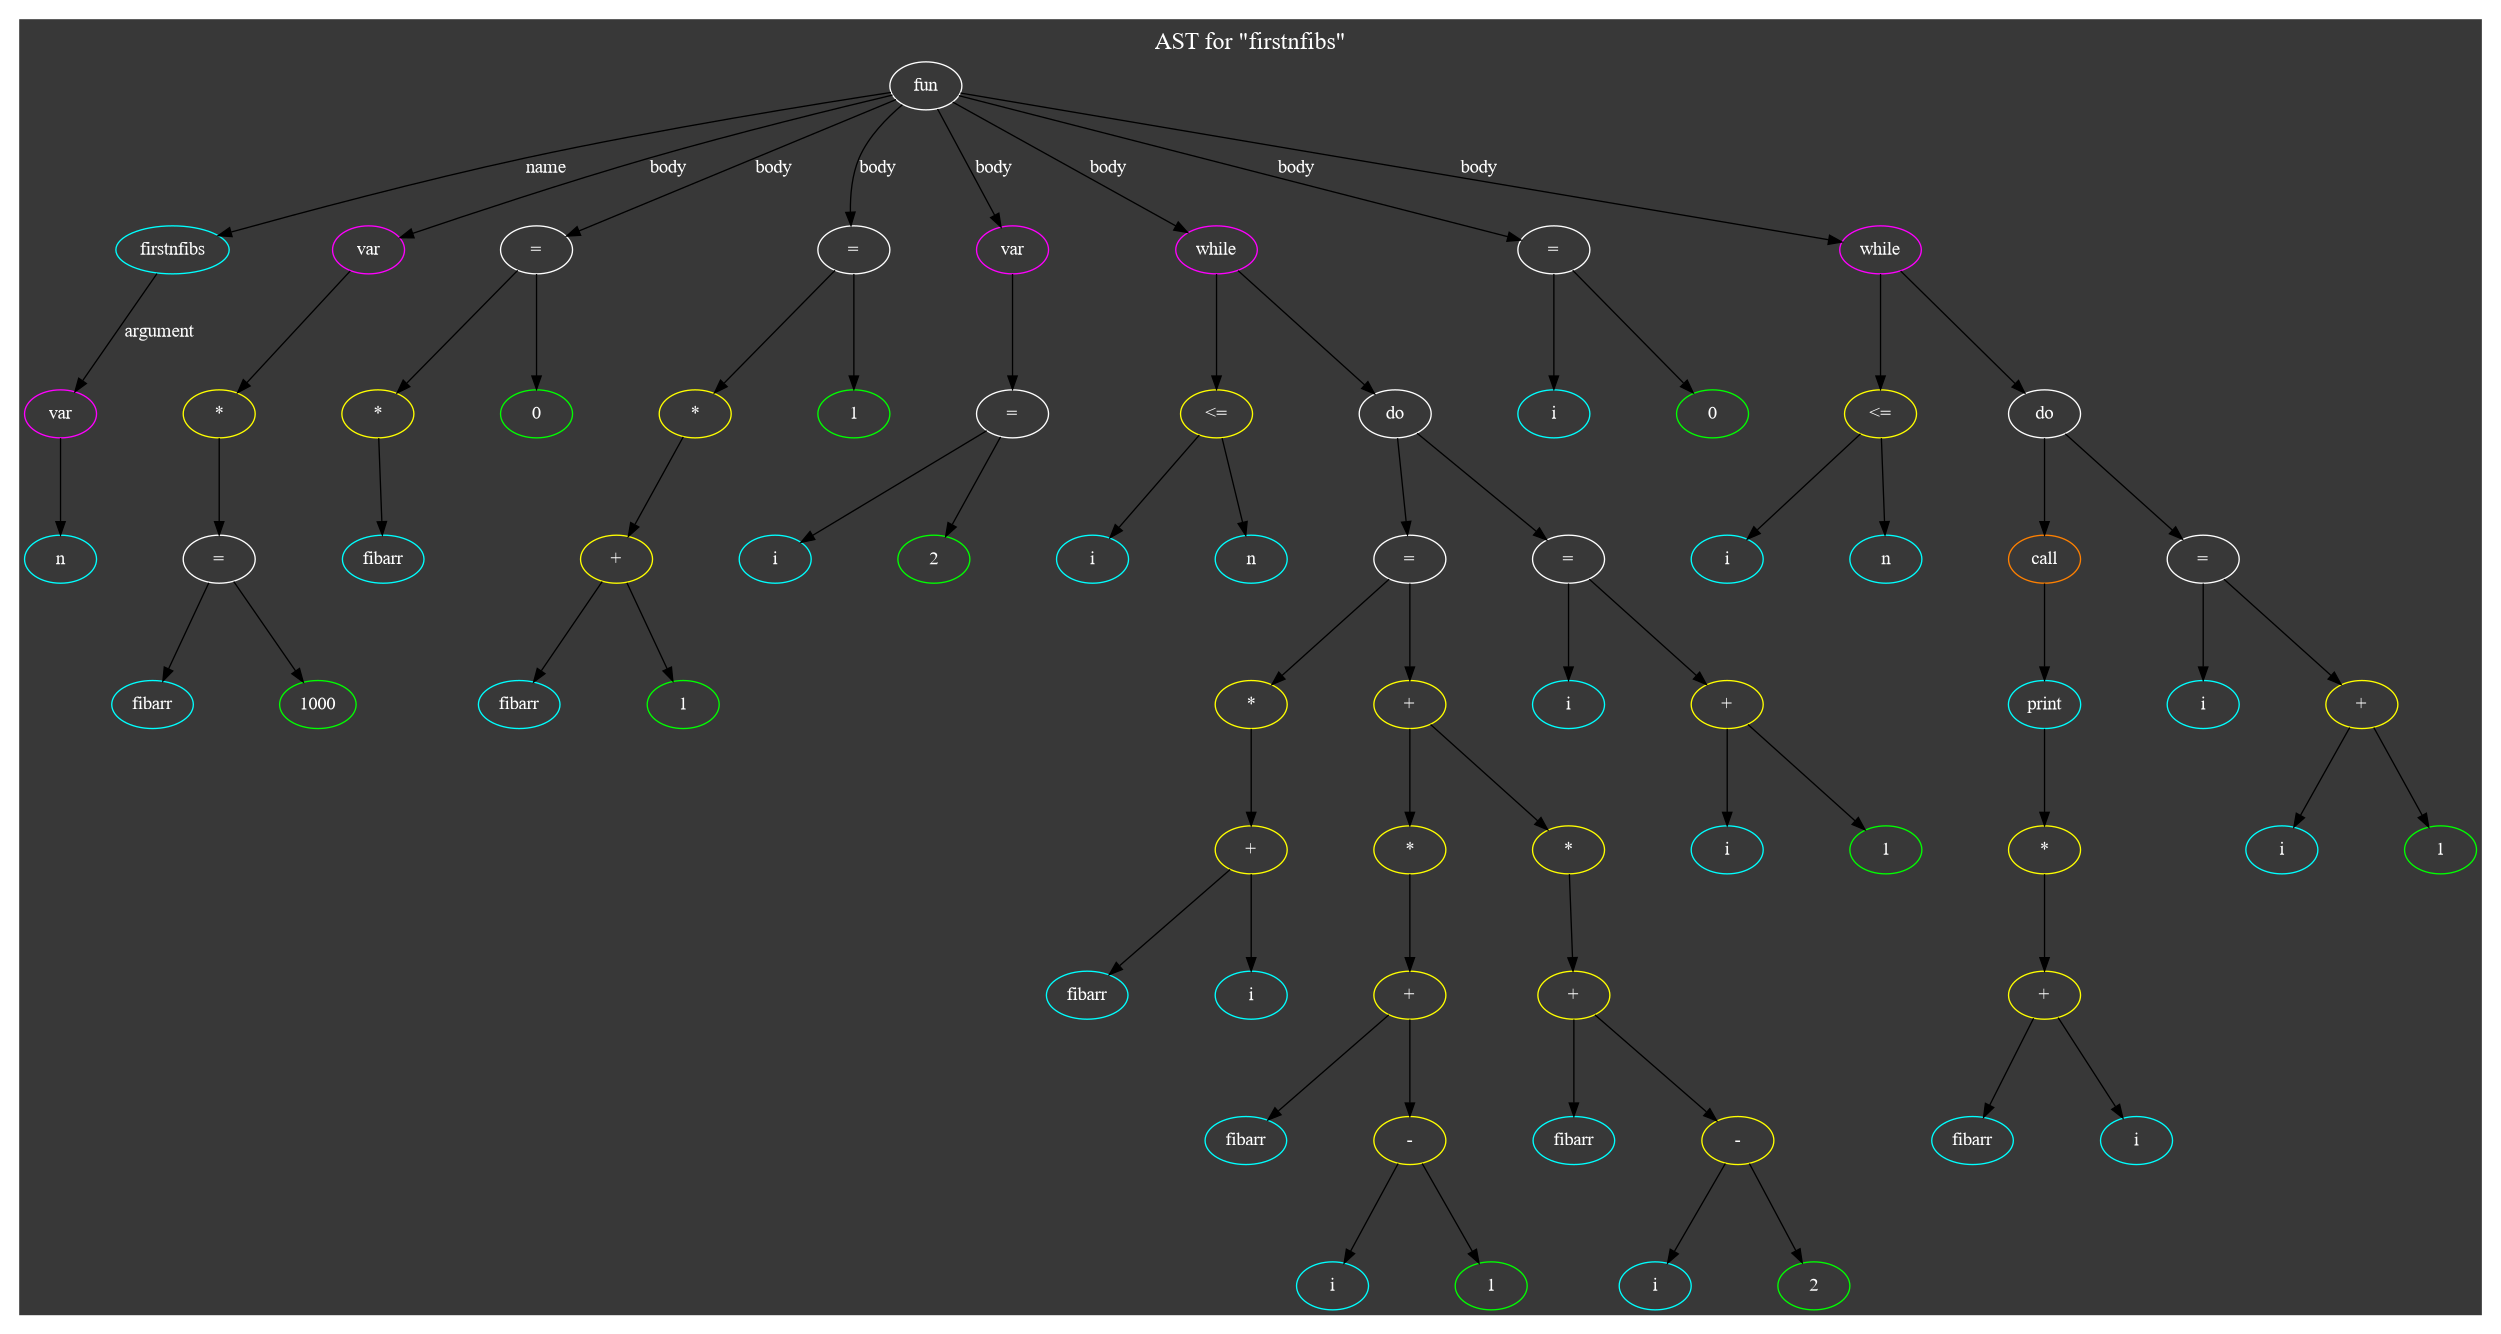 AST for "firstnfibs"
fun
name body body body body body body body
firstnfibs var = = var while = while
argument
var * * 0 * 1 = <= do i 0 <= do
n = fibarr + i 2 i n = = i n call =
fibarr 1000 fibarr 1 * + i + print i +
+ * * i 1 * i 1
fibarr i + + +
fibarr - fibarr - fibarr i
i 1 i 2